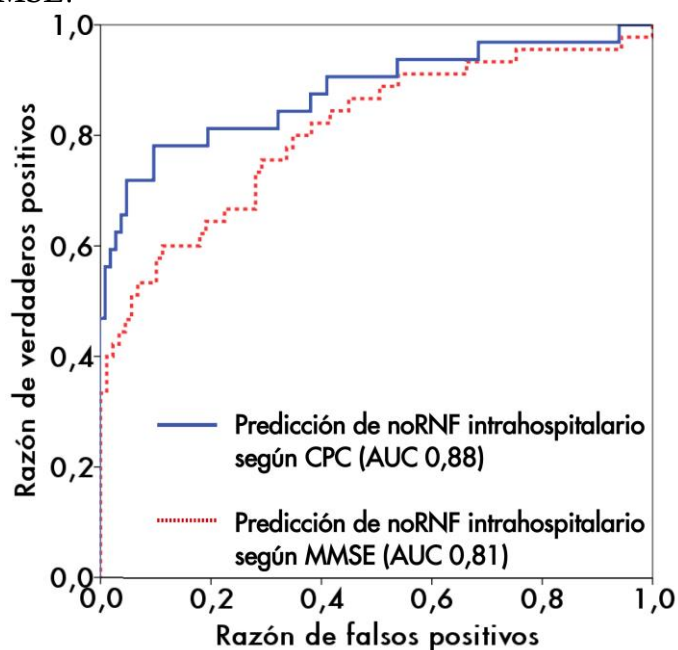 MMSE.
1,0
0,8
0,6
0,4
0,2
0,0
Razón de verdaderos positivos
Predicción de noRNF intrahospitalario
según CPC (AUC 0,88)
Predicción de noRNF intrahospitalario
según MMSE (AUC 0,81)
0,0 0,2 0,4 0,6 0,8 1,0
Razón de falsos positivos